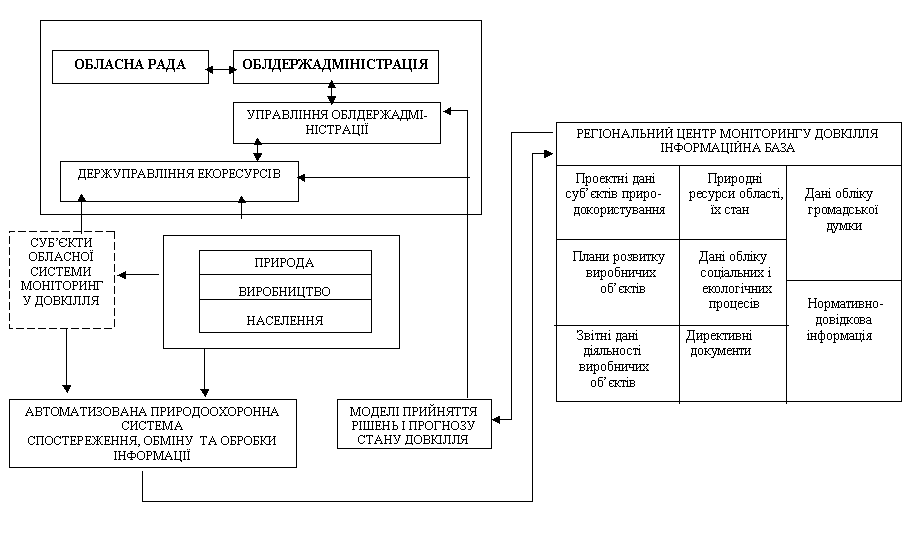 ОБЛАСНА РАДА
ОБЛДЕРЖАДМІНІСТРАЦІЯ
УПРАВЛІННЯ ОБЛДЕРЖАДМІ-
НІСТРАЦІЇ
ДЕРЖУПРАВЛІННЯ ЕКОРЕСУРСІВ
СУБ’ЄКТИ
ОБЛАСНОЇ
СИСТЕМИ
МОНІТОРИНГ
У ДОВКІЛЛЯ
ПРИРОДА
ВИРОБНИЦТВО
НАСЕЛЕННЯ
АВТОМАТИЗОВАНА ПРИРОДООХОРОННА
СИСТЕМА
СПОСТЕРЕЖЕННЯ, ОБМІНУ ТА ОБРОБКИ
ІНФОРМАЦІЇ
МОДЕЛІ ПРИЙНЯТТЯ
РІШЕНЬ І ПРОГНОЗУ
СТАНУ ДОВКІЛЛЯ
РЕГІОНАЛЬНИЙ ЦЕНТР МОНІТОРИНГУ ДОВКІЛЛЯ
ІНФОРМАЦІЙНА БАЗА
Проектні дані
суб’єктів приро-
докористування
Природні
ресурси області,
їх стан
Дані обліку
громадської
думки
Плани розвитку
виробничих
об’єктів
Дані обліку
соціальних і
екологічних
процесів
Нормативно-
довідкова
інформація
Звітні дані
діяльності
виробничих
об’єктів
Директивні
документи